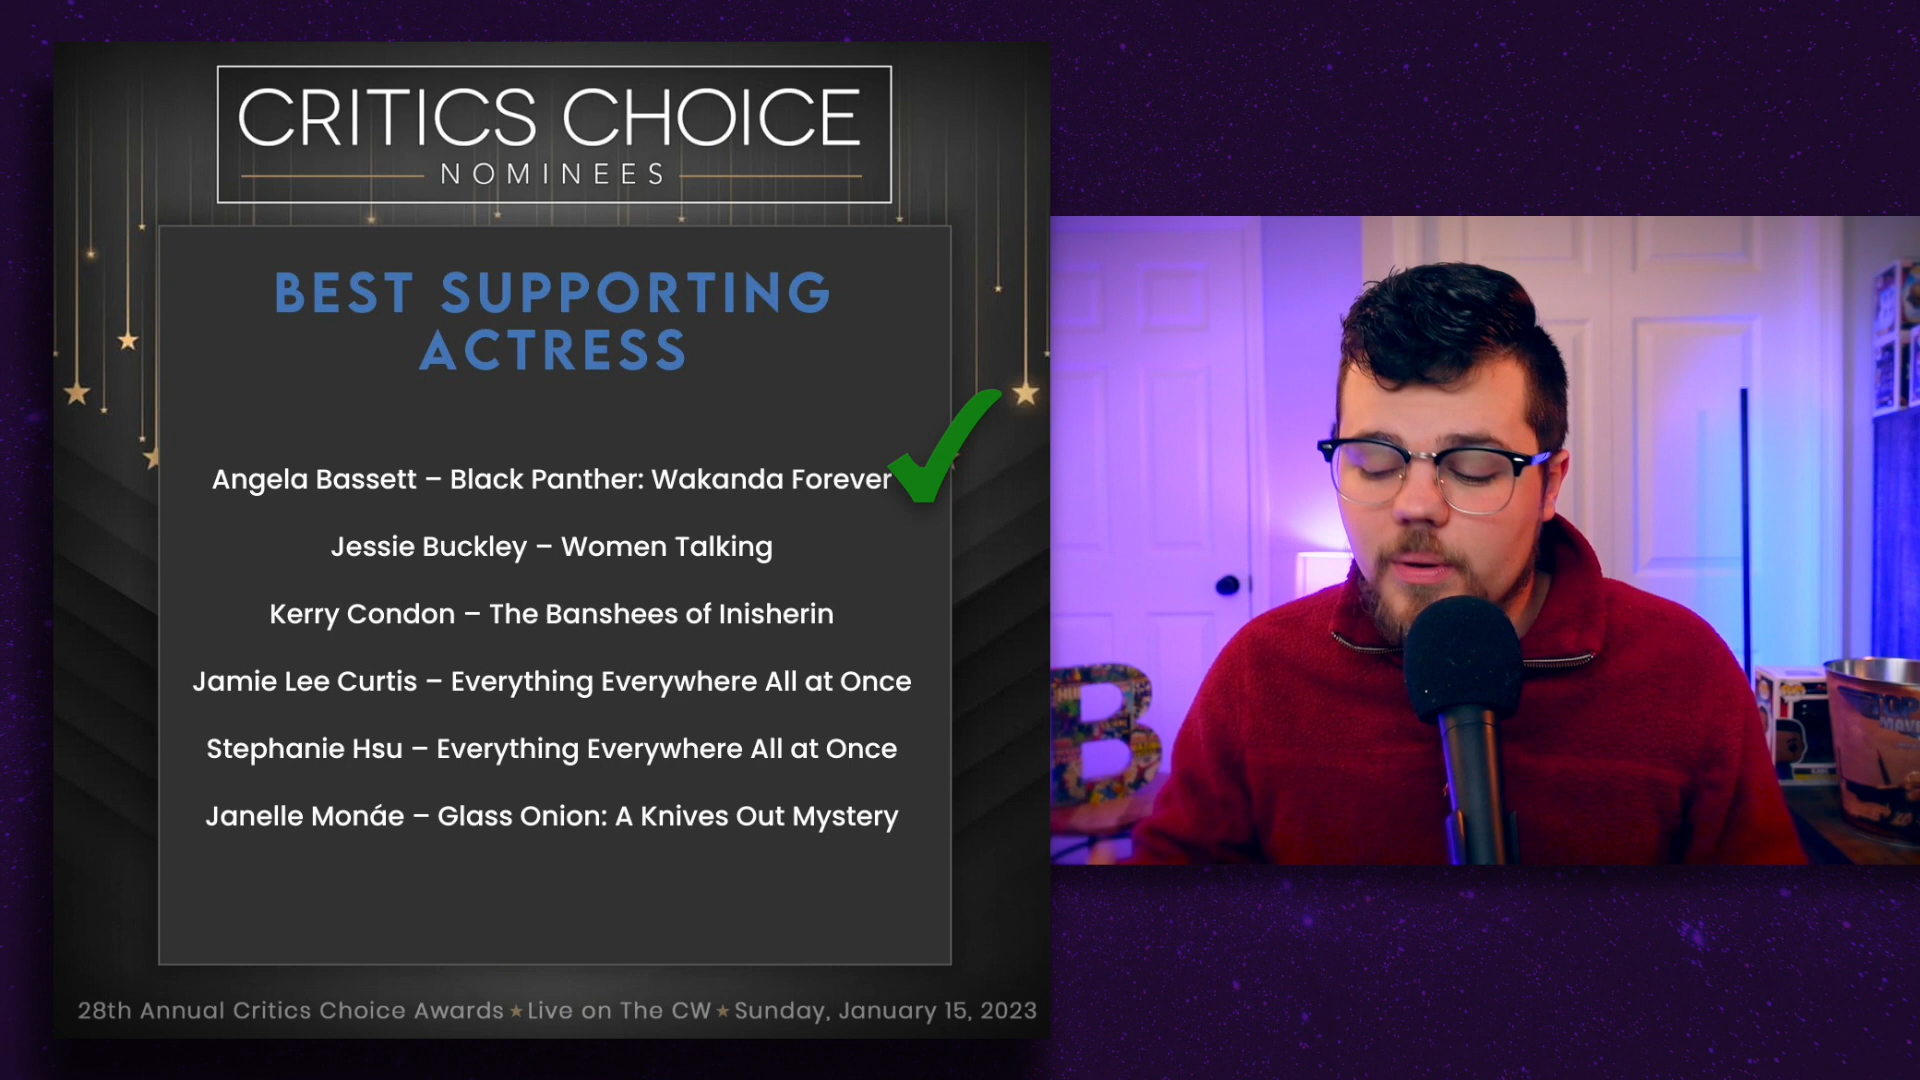 CRITICS CHOICE
NOMINEES
BEST SUPPORTING
ACTRESS
Angela Bassett – Black Panther: Wakanda Forever
Jessie Buckley – Women Talking
Kerry Condon – The Banshees of Inisherin
Jamie Lee Curtis – Everything Everywhere All at Once
Stephanie Hsu – Everything Everywhere All at Once
Janelle Monáe – Glass Onion: A Knives Out Mystery
28th Annual Critics Choice Awards ★ Live on The CW ★ Sunday, January 15, 2023
B